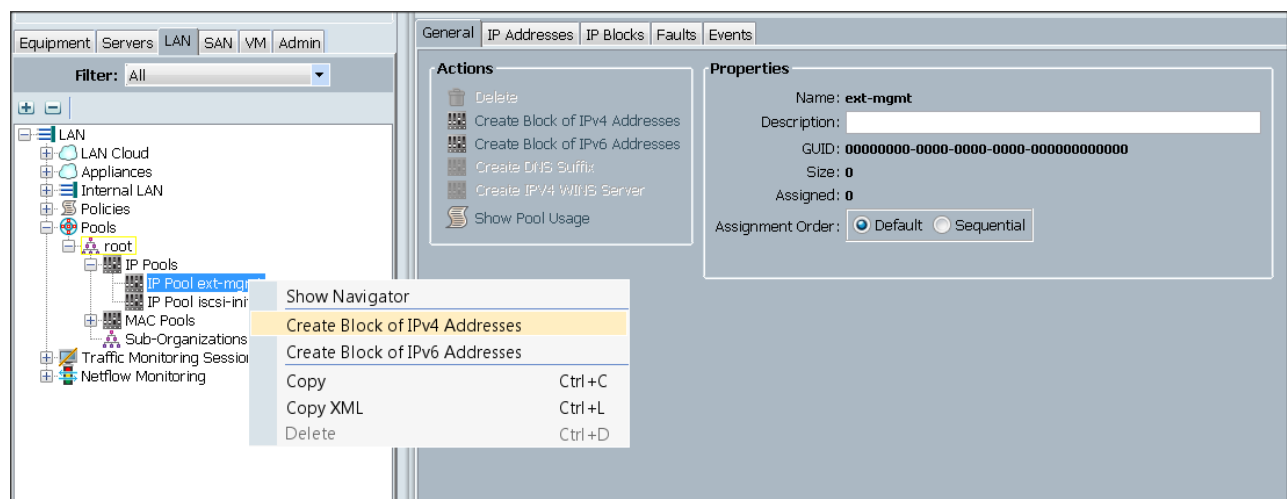 Equipment Servers LAN SAN VM Admin
Filter: All
LAN
LAN Cloud
Appliances
Internal LAN
Policies
Pools
root
IP Pools
IP Pool ext-mgmt
IP Pool iscsi-ini
MAC Pools
Sub-Organizations
Traffic Monitoring Sessio
Netflow Monitoring
Show Navigator
Create Block of IPv4 Addresses
Create Block of IPv6 Addresses
Copy Ctrl+C
Copy XML Ctrl+L
Delete Ctrl+D
General IP Addresses IP Blocks Faults Events
Actions
Delete
Create Block of IPv4 Addresses
Create Block of IPv6 Addresses
Create DNS Suffix
Create IPV4 WINS Server
Show Pool Usage
Properties
Name: ext-mgmt
Description:
GUID: 00000000-0000-0000-0000-000000000000
Size: 0
Assigned: 0
Assignment Order: Default Sequential